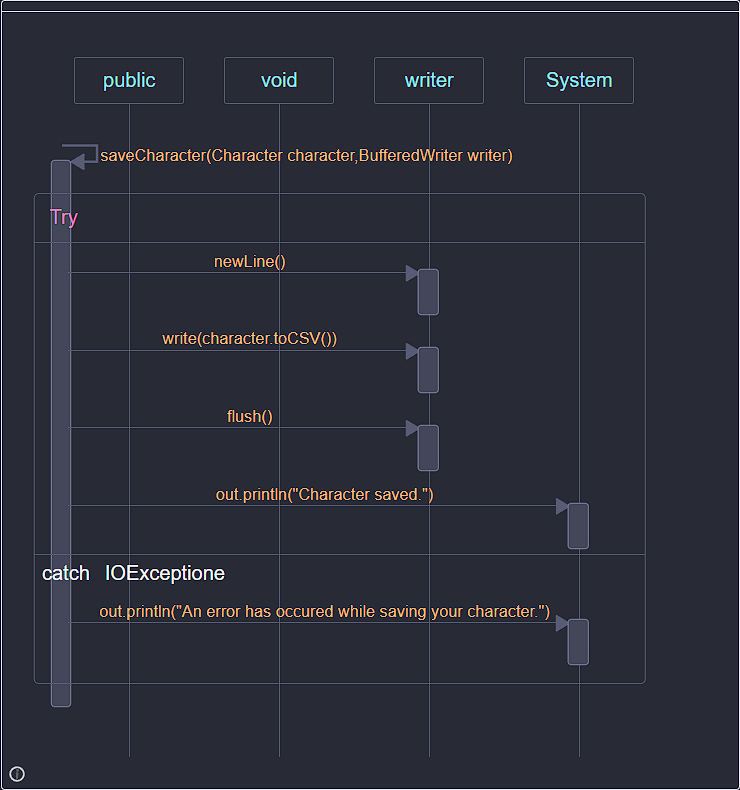 public void writer System
saveCharacter(Character character,BufferedWriter writer)
Try
newLine()
write(character.toCSV())
flush()
out.println("Character saved.")
catch IOExceptione
out.println("An error has occured while saving your character.")